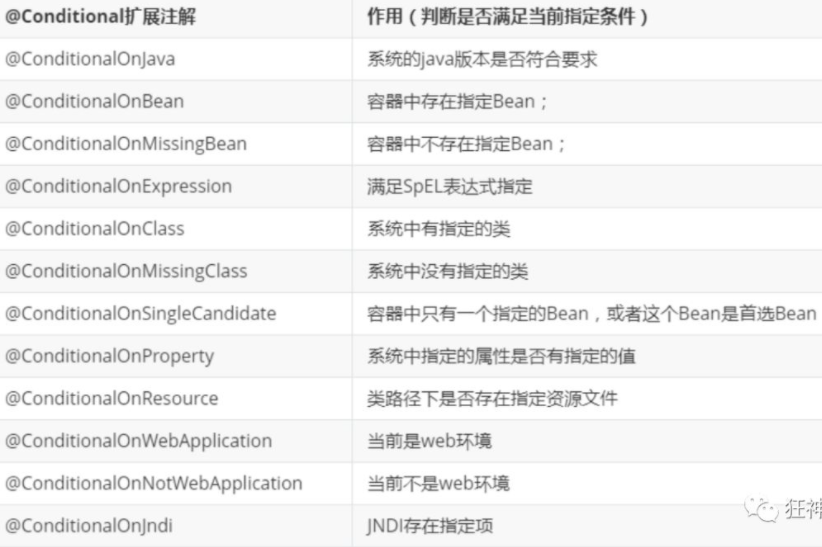 @Conditional扩展注解 作用（判断是否满足当前指定条件）
@ConditionalOnJava 系统的java版本是否符合要求
@ConditionalOnBean 容器中存在指定Bean；
@ConditionalOnMissingBean 容器中不存在指定Bean；
@ConditionalOnExpression 满足SpEL表达式指定
@ConditionalOnClass 系统中有指定的类
@ConditionalOnMissingClass 系统中没有指定的类
@ConditionalOnSingleCandidate 容器中只有一个指定的Bean，或者这个Bean是首选Bean
@ConditionalOnProperty 系统中指定的属性是否有指定的值
@ConditionalOnResource 类路径下是否存在指定资源文件
@ConditionalOnWebApplication 当前是web环境
@ConditionalOnNotWebApplication 当前不是web环境
狂神
@ConditionalOnJndi JNDI存在指定项